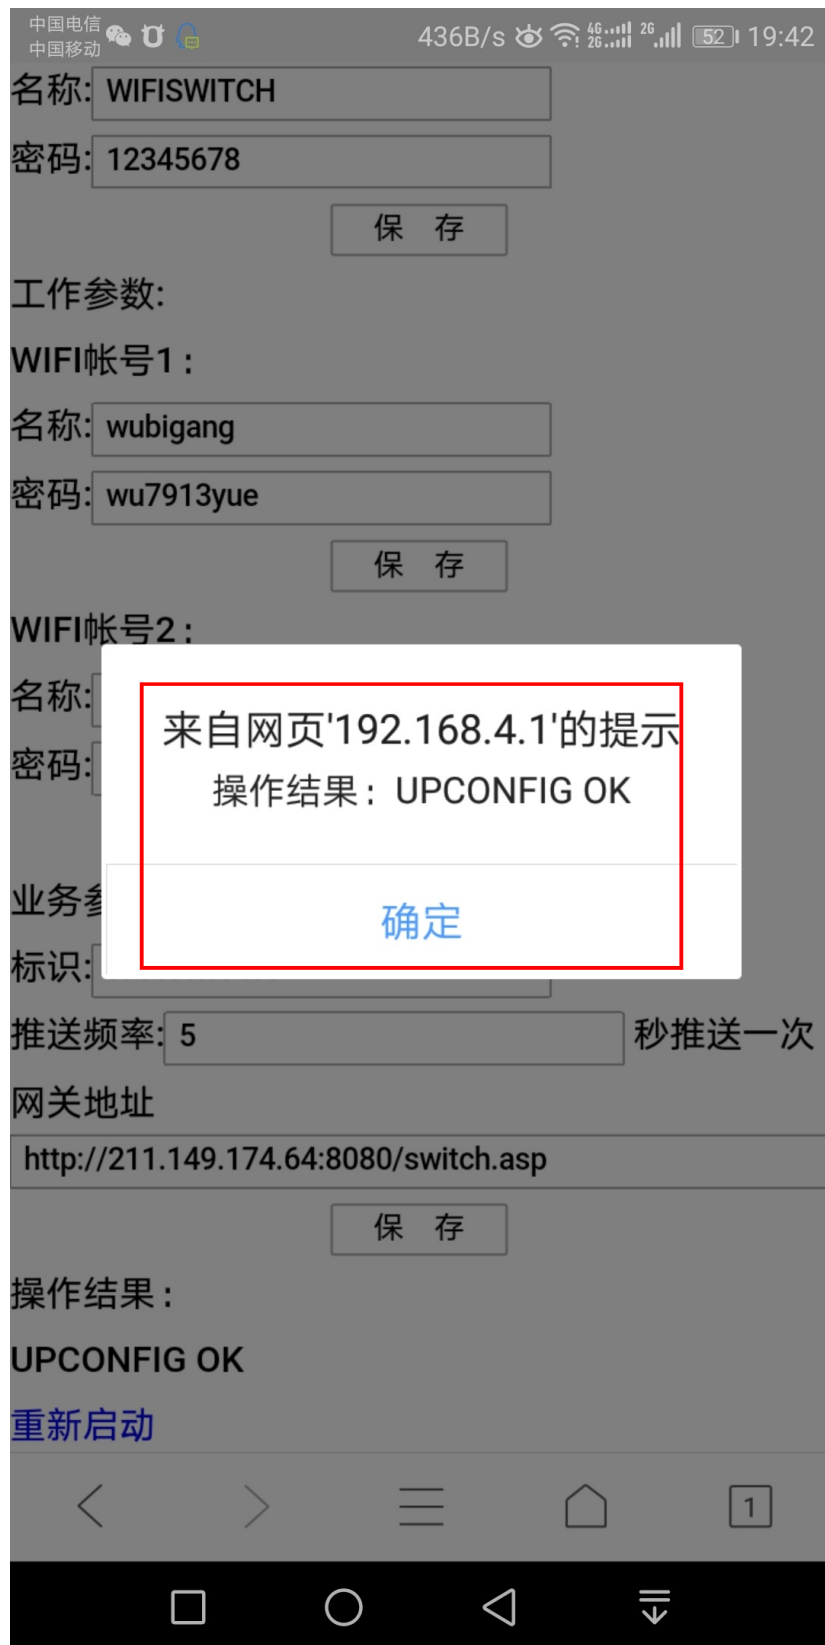 中国电信
中国移动
436B/s 4G 2G 2G 52 19:42
名称: WIFISWITCH
密码: 12345678
保 存
工作参数:
WIFI帐号1：
名称: wubigang
密码: wu7913yue
保 存
WIFI帐号2：
名称:
密码:
来自网页'192.168.4.1'的提示
操作结果：UPCONFIG OK
确定
业务参
标识:
推送频率: 5 秒推送一次
网关地址
http://211.149.174.64:8080/switch.asp
保 存
操作结果：
UPCONFIG OK
重新启动
1